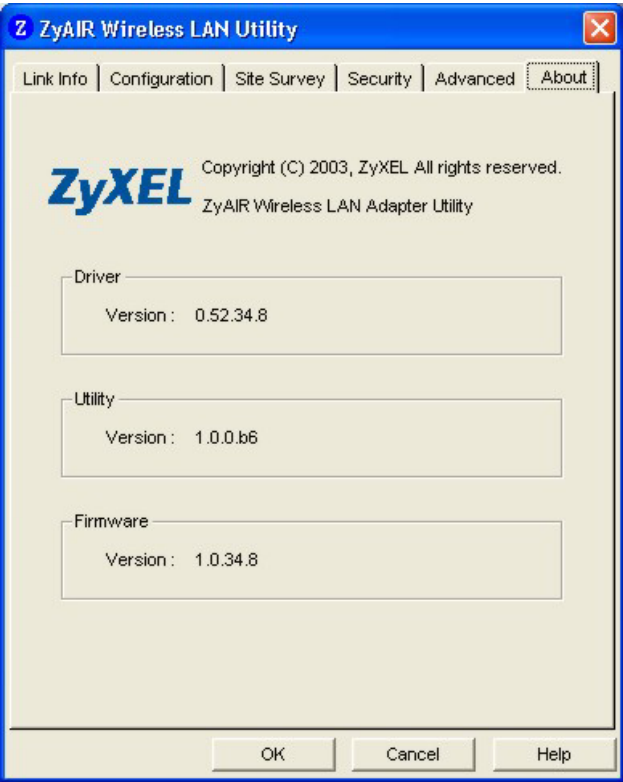 Z ZyAIR Wireless LAN Utility
Link Info Configuration Site Survey Security Advanced About
ZyXEL
Copyright (C) 2003, ZyXEL All rights reserved.
ZyAIR Wireless LAN Adapter Utility
Driver
Version : 0.52.34.8
Utility
Version : 1.0.0.b6
Firmware
Version : 1.0.34.8
OK Cancel Help